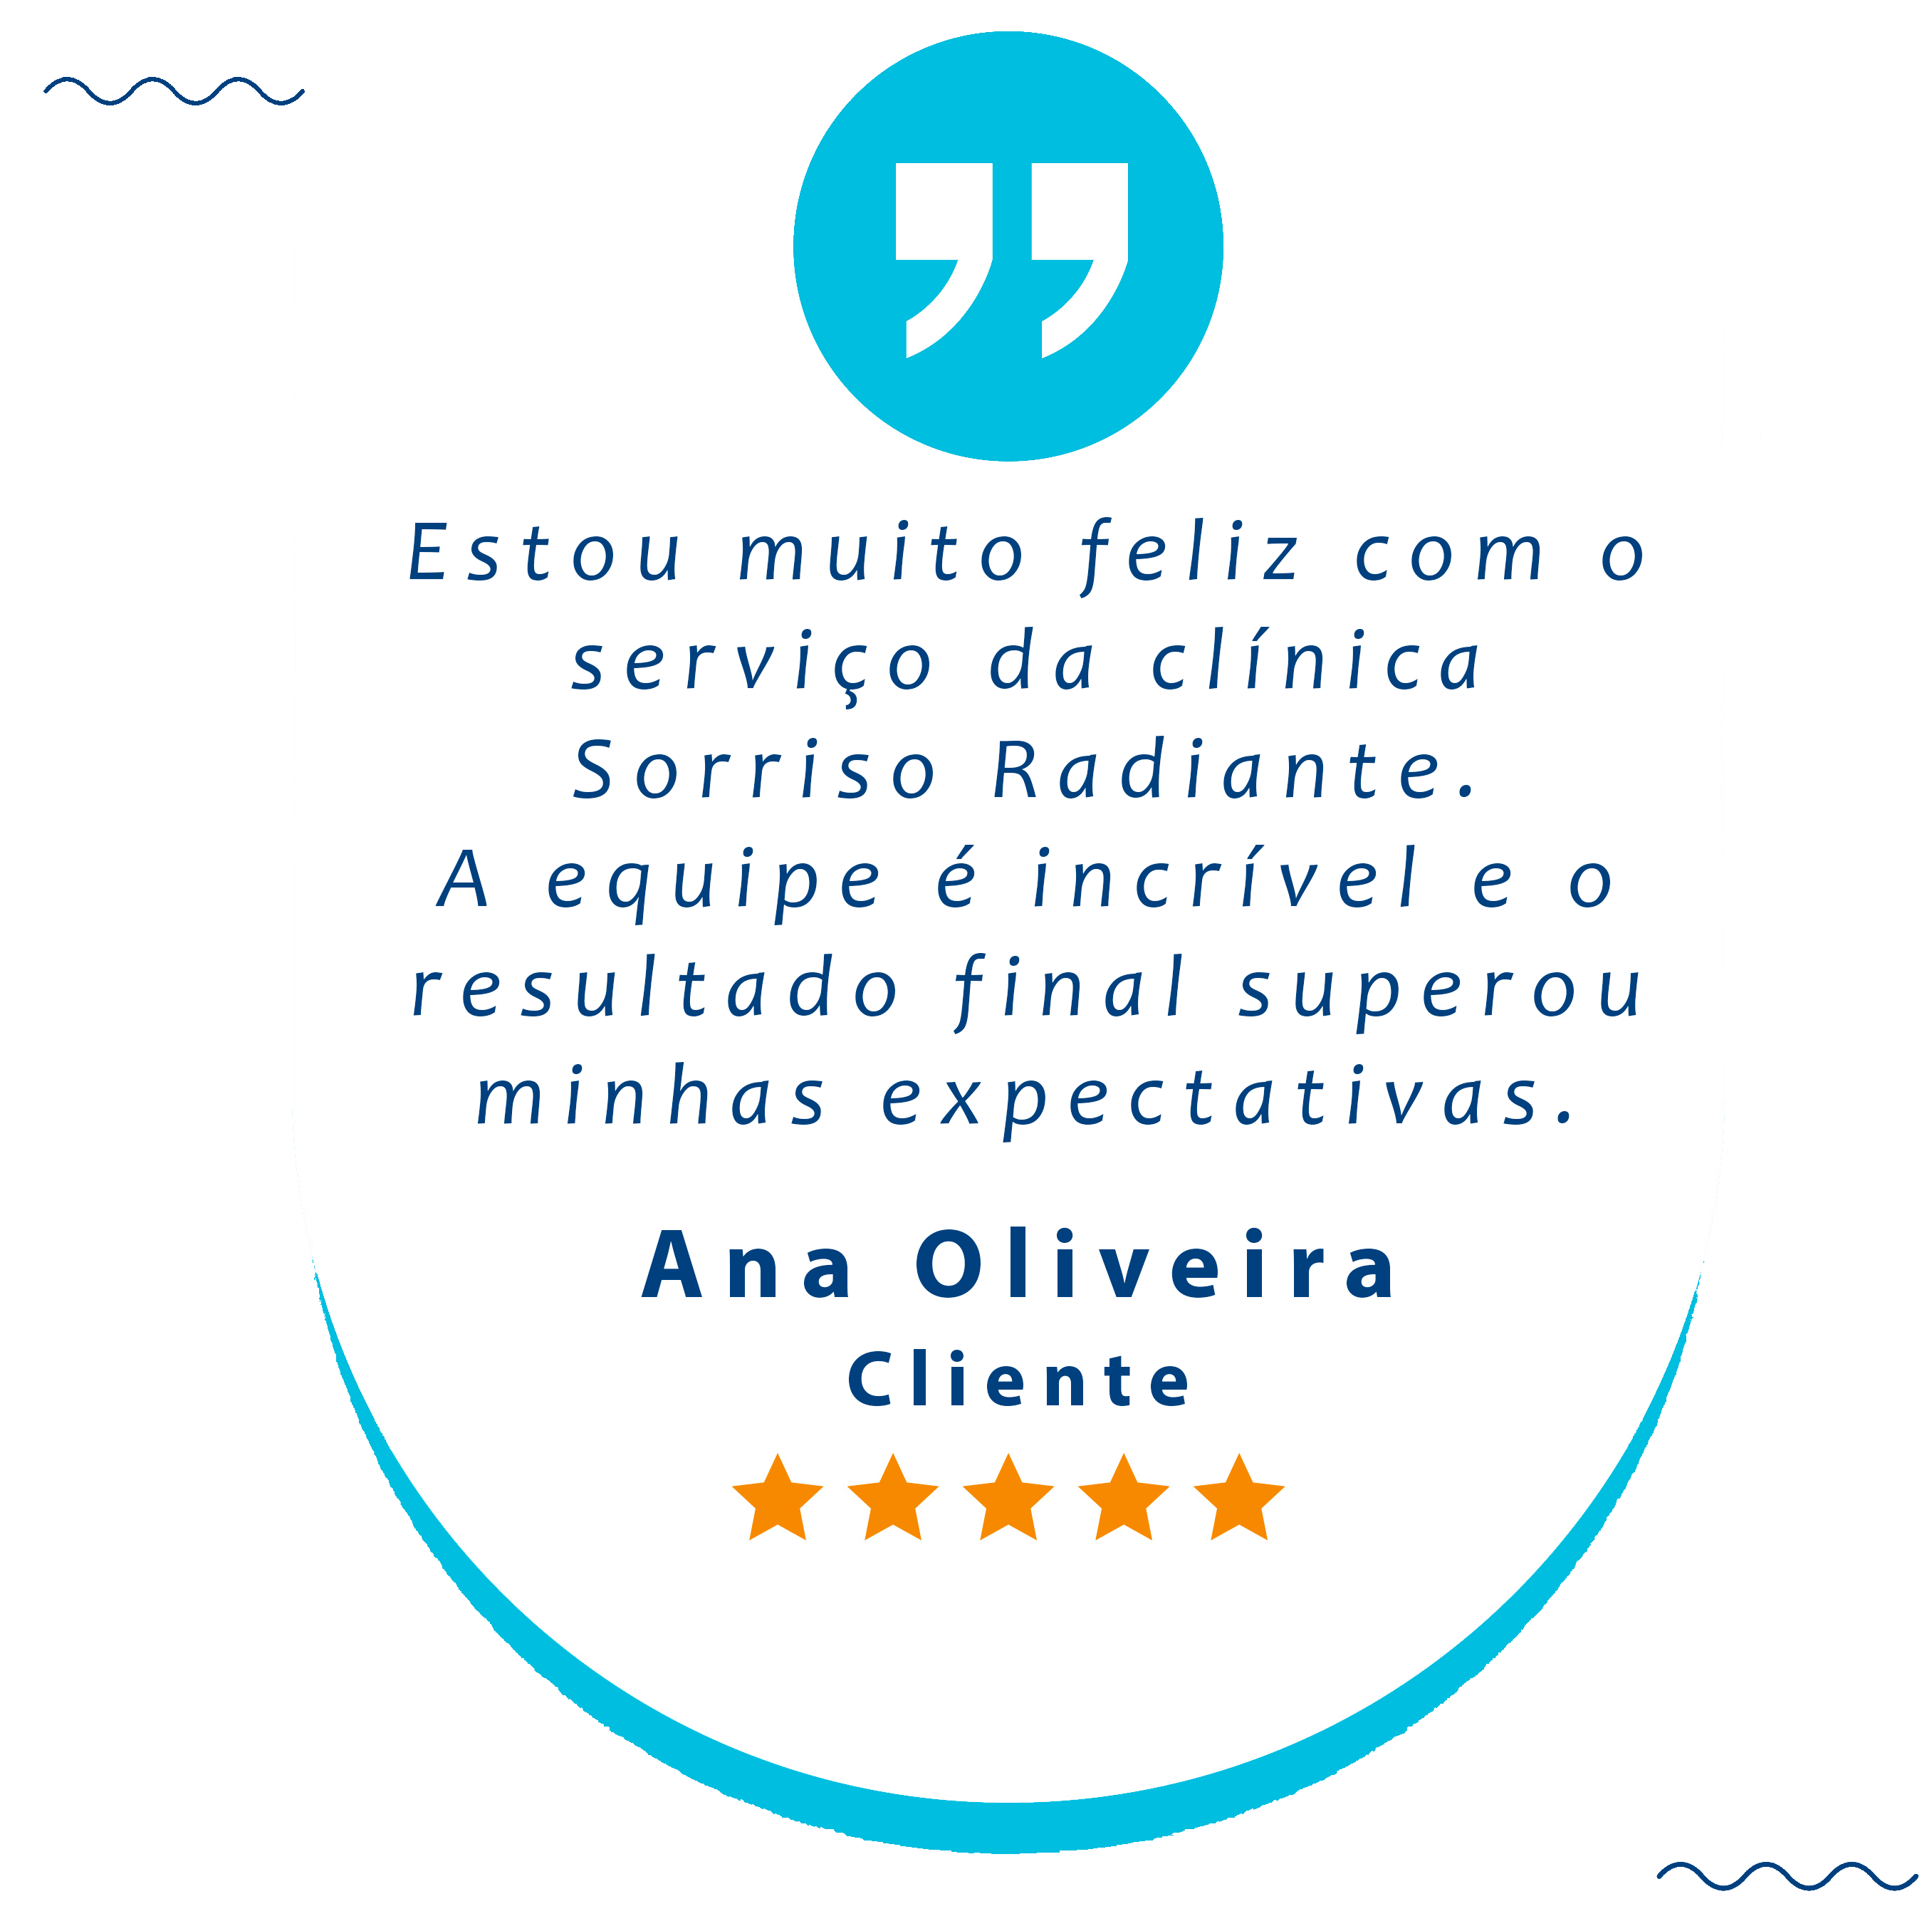 Estou muito feliz com o
serviço da clínica
Sorriso Radiante.
A equipe é incrível e o
resultado final superou
minhas expectativas.
Ana Oliveira
Cliente